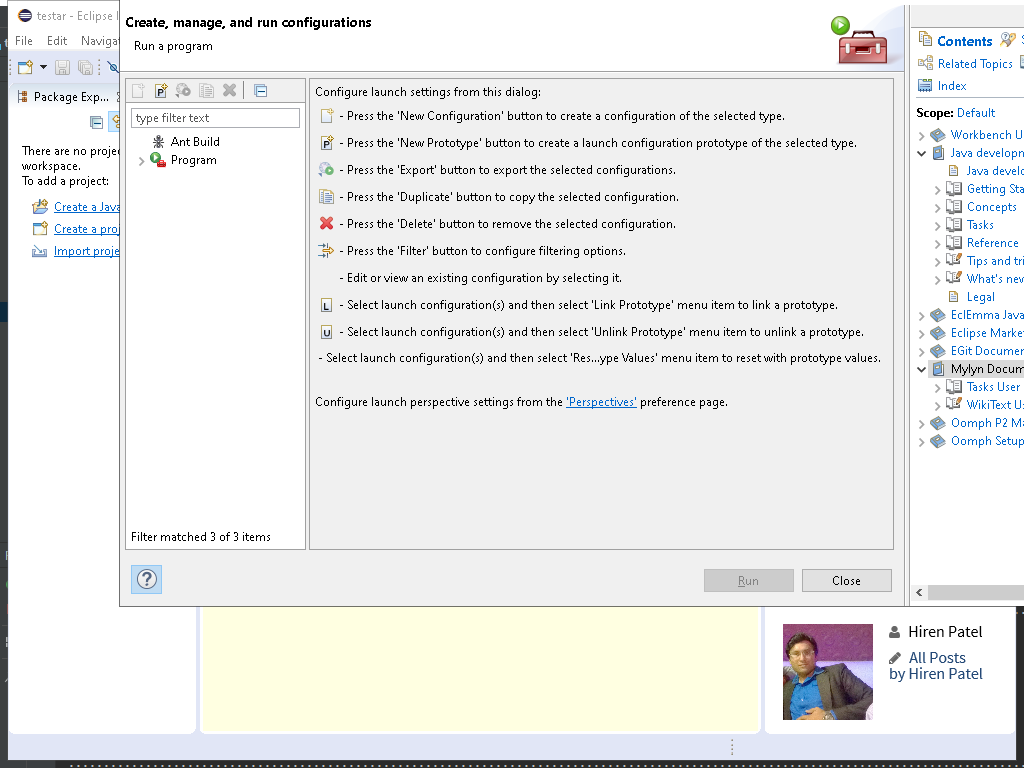 testar - Eclipse I
File Edit Navigat
Package Exp...
There are no proje
workspace.
To add a project:
Create a Java
Create a proj
Import proje
Create, manage, and run configurations
Run a program
type filter text
Ant Build
Program
Filter matched 3 of 3 items
Configure launch settings from this dialog:
- Press the 'New Configuration' button to create a configuration of the selected type.
- Press the 'New Prototype' button to create a launch configuration prototype of the selected type.
- Press the 'Export' button to export the selected configurations.
- Press the 'Duplicate' button to copy the selected configuration.
- Press the 'Delete' button to remove the selected configuration.
- Press the 'Filter' button to configure filtering options.
- Edit or view an existing configuration by selecting it.
L - Select launch configuration(s) and then select 'Link Prototype' menu item to link a prototype.
U - Select launch configuration(s) and then select 'Unlink Prototype' menu item to unlink a prototype.
- Select launch configuration(s) and then select 'Res...ype Values' menu item to reset with prototype values.
Configure launch perspective settings from the 'Perspectives' preference page.
Run Close
Contents
Related Topics
Index
Scope: Default
Workbench U
Java developm
Java develo
Getting Sta
Concepts
Tasks
Reference
Tips and tri
What's new
Legal
EclEmma Java
Eclipse Marke
EGit Documen
Mylyn Docum
Tasks User
WikiText Us
Oomph P2 Ma
Oomph Setup
Hiren Patel
All Posts
by Hiren Patel